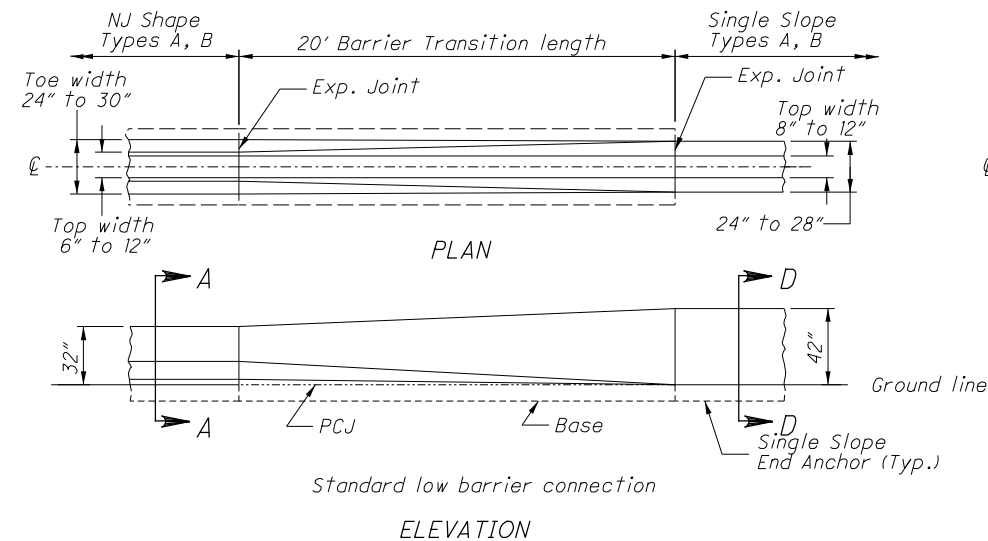 NJ Shape
Types A, B
20' Barrier Transition length
Single Slope
Types A, B
Toe width
24" to 30"
Exp. Joint
Exp. Joint
Top width
8" to 12"
℄
℄
Top width
6" to 12"
24" to 28"
PLAN
A
D
32"
42"
Ground line
A
PCJ
Base
D
Single Slope
End Anchor (Typ.)
Standard low barrier connection
ELEVATION